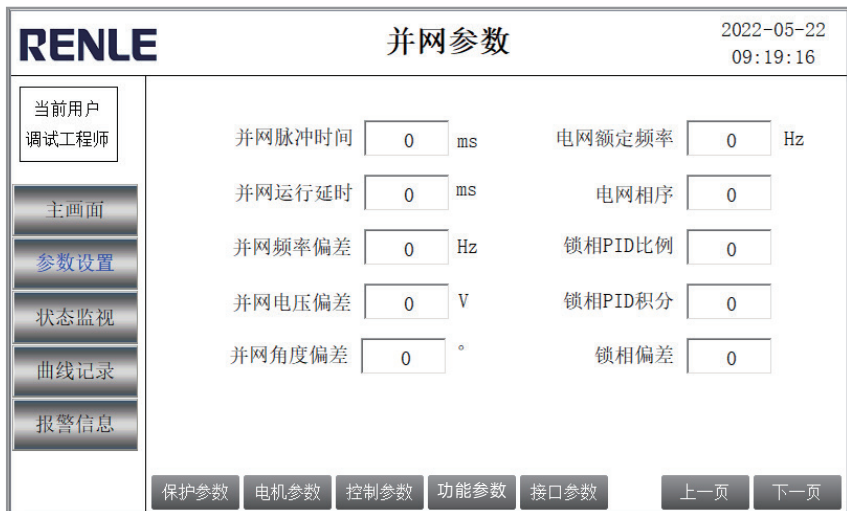 RENLE
并网参数
2022-05-22
09:19:16
当前用户
调试工程师
主画面
参数设置
状态监视
曲线记录
报警信息
并网脉冲时间 0 ms
电网额定频率 0 Hz
并网运行延时 0 ms
电网相序 0
并网频率偏差 0 Hz
锁相PID比例 0
并网电压偏差 0 V
锁相PID积分 0
并网角度偏差 0 °
锁相偏差 0
保护参数 电机参数 控制参数 功能参数 接口参数 上一页 下一页